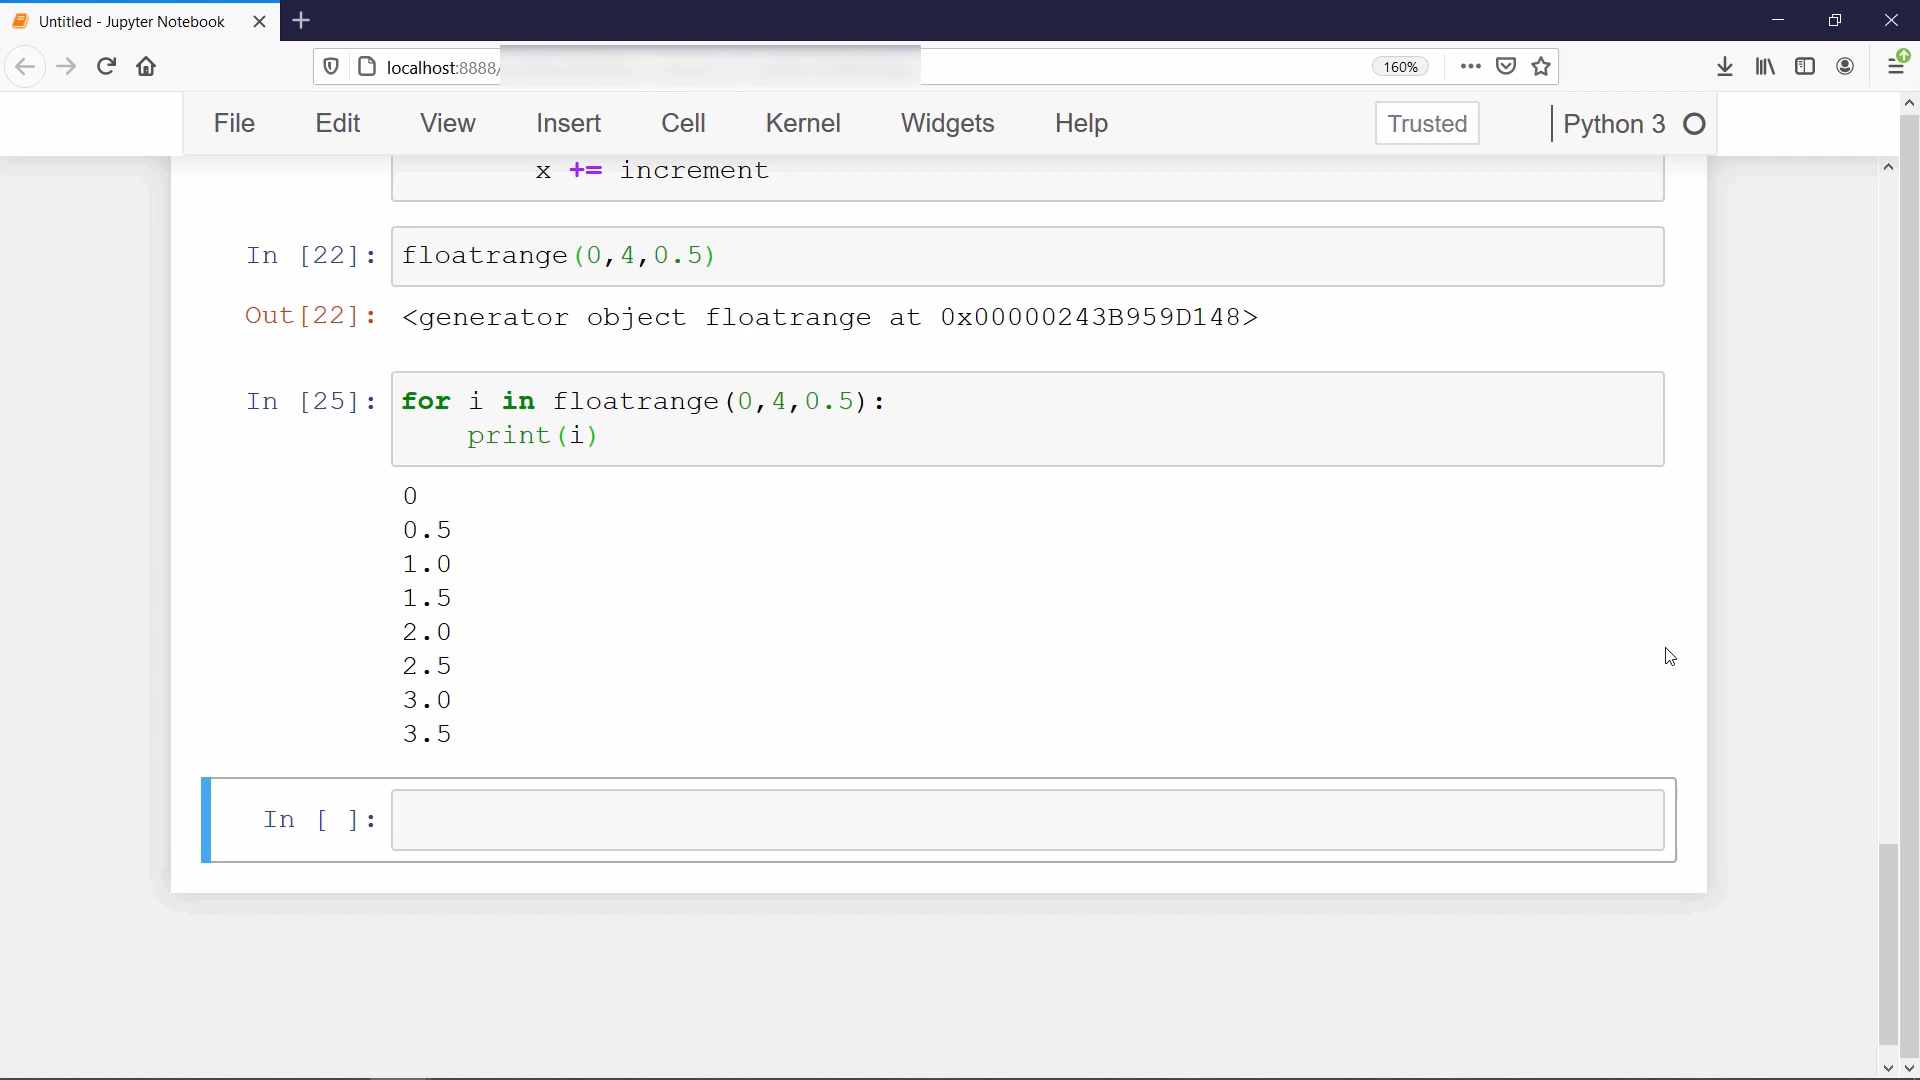 Untitled - Jupyter Notebook
localhost:8888/
160%
File Edit View Insert Cell Kernel Widgets Help Trusted Python 3
x += increment
In [22]: floatrange(0,4,0.5)
Out[22]: <generator object floatrange at 0x00000243B959D148>
In [25]: for i in floatrange(0,4,0.5):
print(i)
0
0.5
1.0
1.5
2.0
2.5
3.0
3.5
In [ ]: